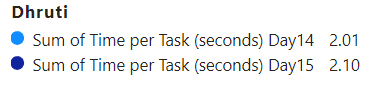 Dhruti
Sum of Time per Task (seconds) Day14 2.01
Sum of Time per Task (seconds) Day15 2.10